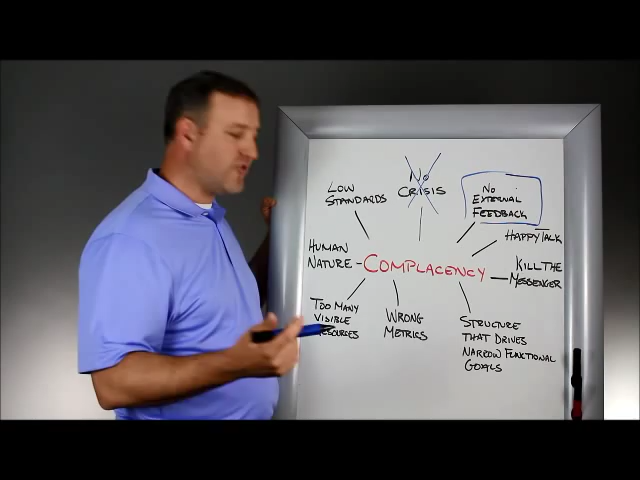 No
CRISIS
LOW
STANDARDS
No
EXTERNAL
FEEDBACK
HAPPY TALK
HUMAN
NATURE
COMPLACENCY
KILL THE
MESSENGER
TOO MANY
VISIBLE
RESOURCES
WRONG
METRICS
STRUCTURE
THAT DRIVES
NARROW FUNCTIONAL
GOALS